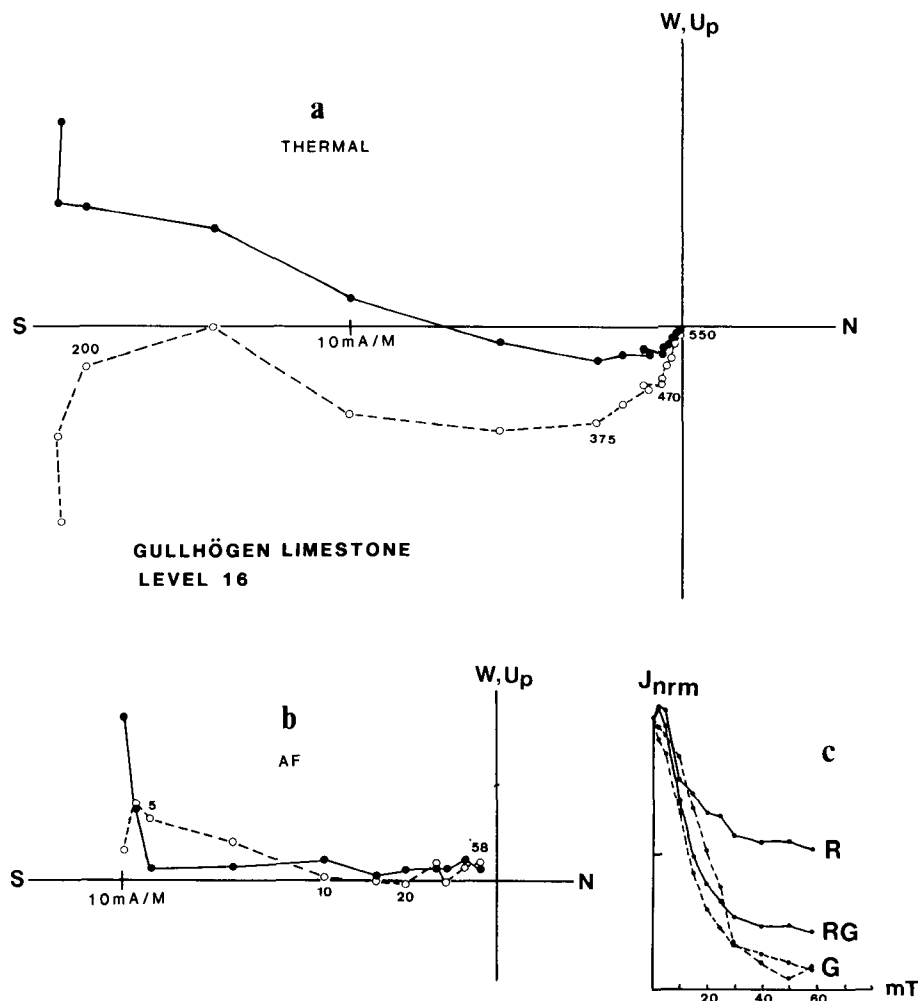 W, Up
a
THERMAL
S
N
10mA/M
200
550
470
375
GULLHÖGEN LIMESTONE
LEVEL 16
W, Up
b
AF
5
58
S
N
10mA/M
10
20
Jnrm
c
R
RG
G
20 40 60 mT